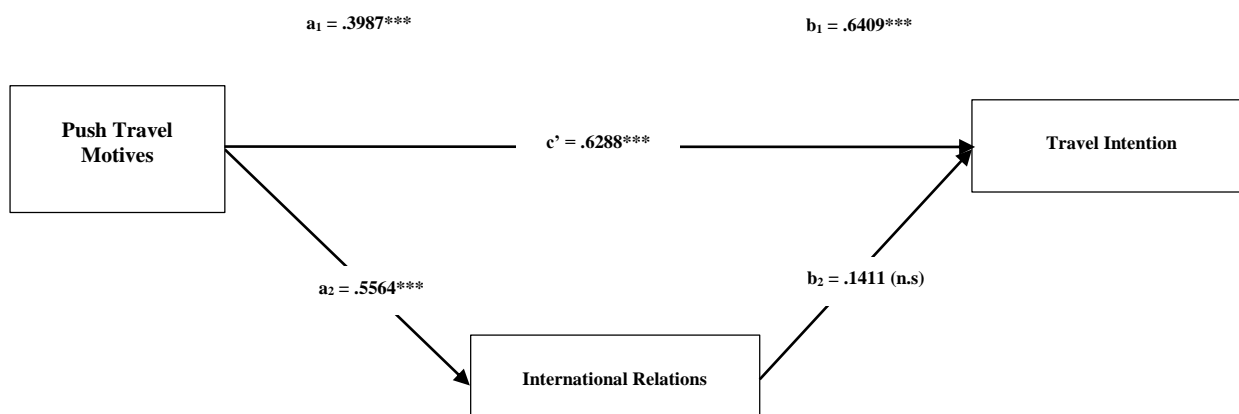 a₁ = .3987***
b₁ = .6409***
Push Travel
Motives
c’ = .6288***
Travel Intention
a₂ = .5564***
b₂ = .1411 (n.s)
International Relations